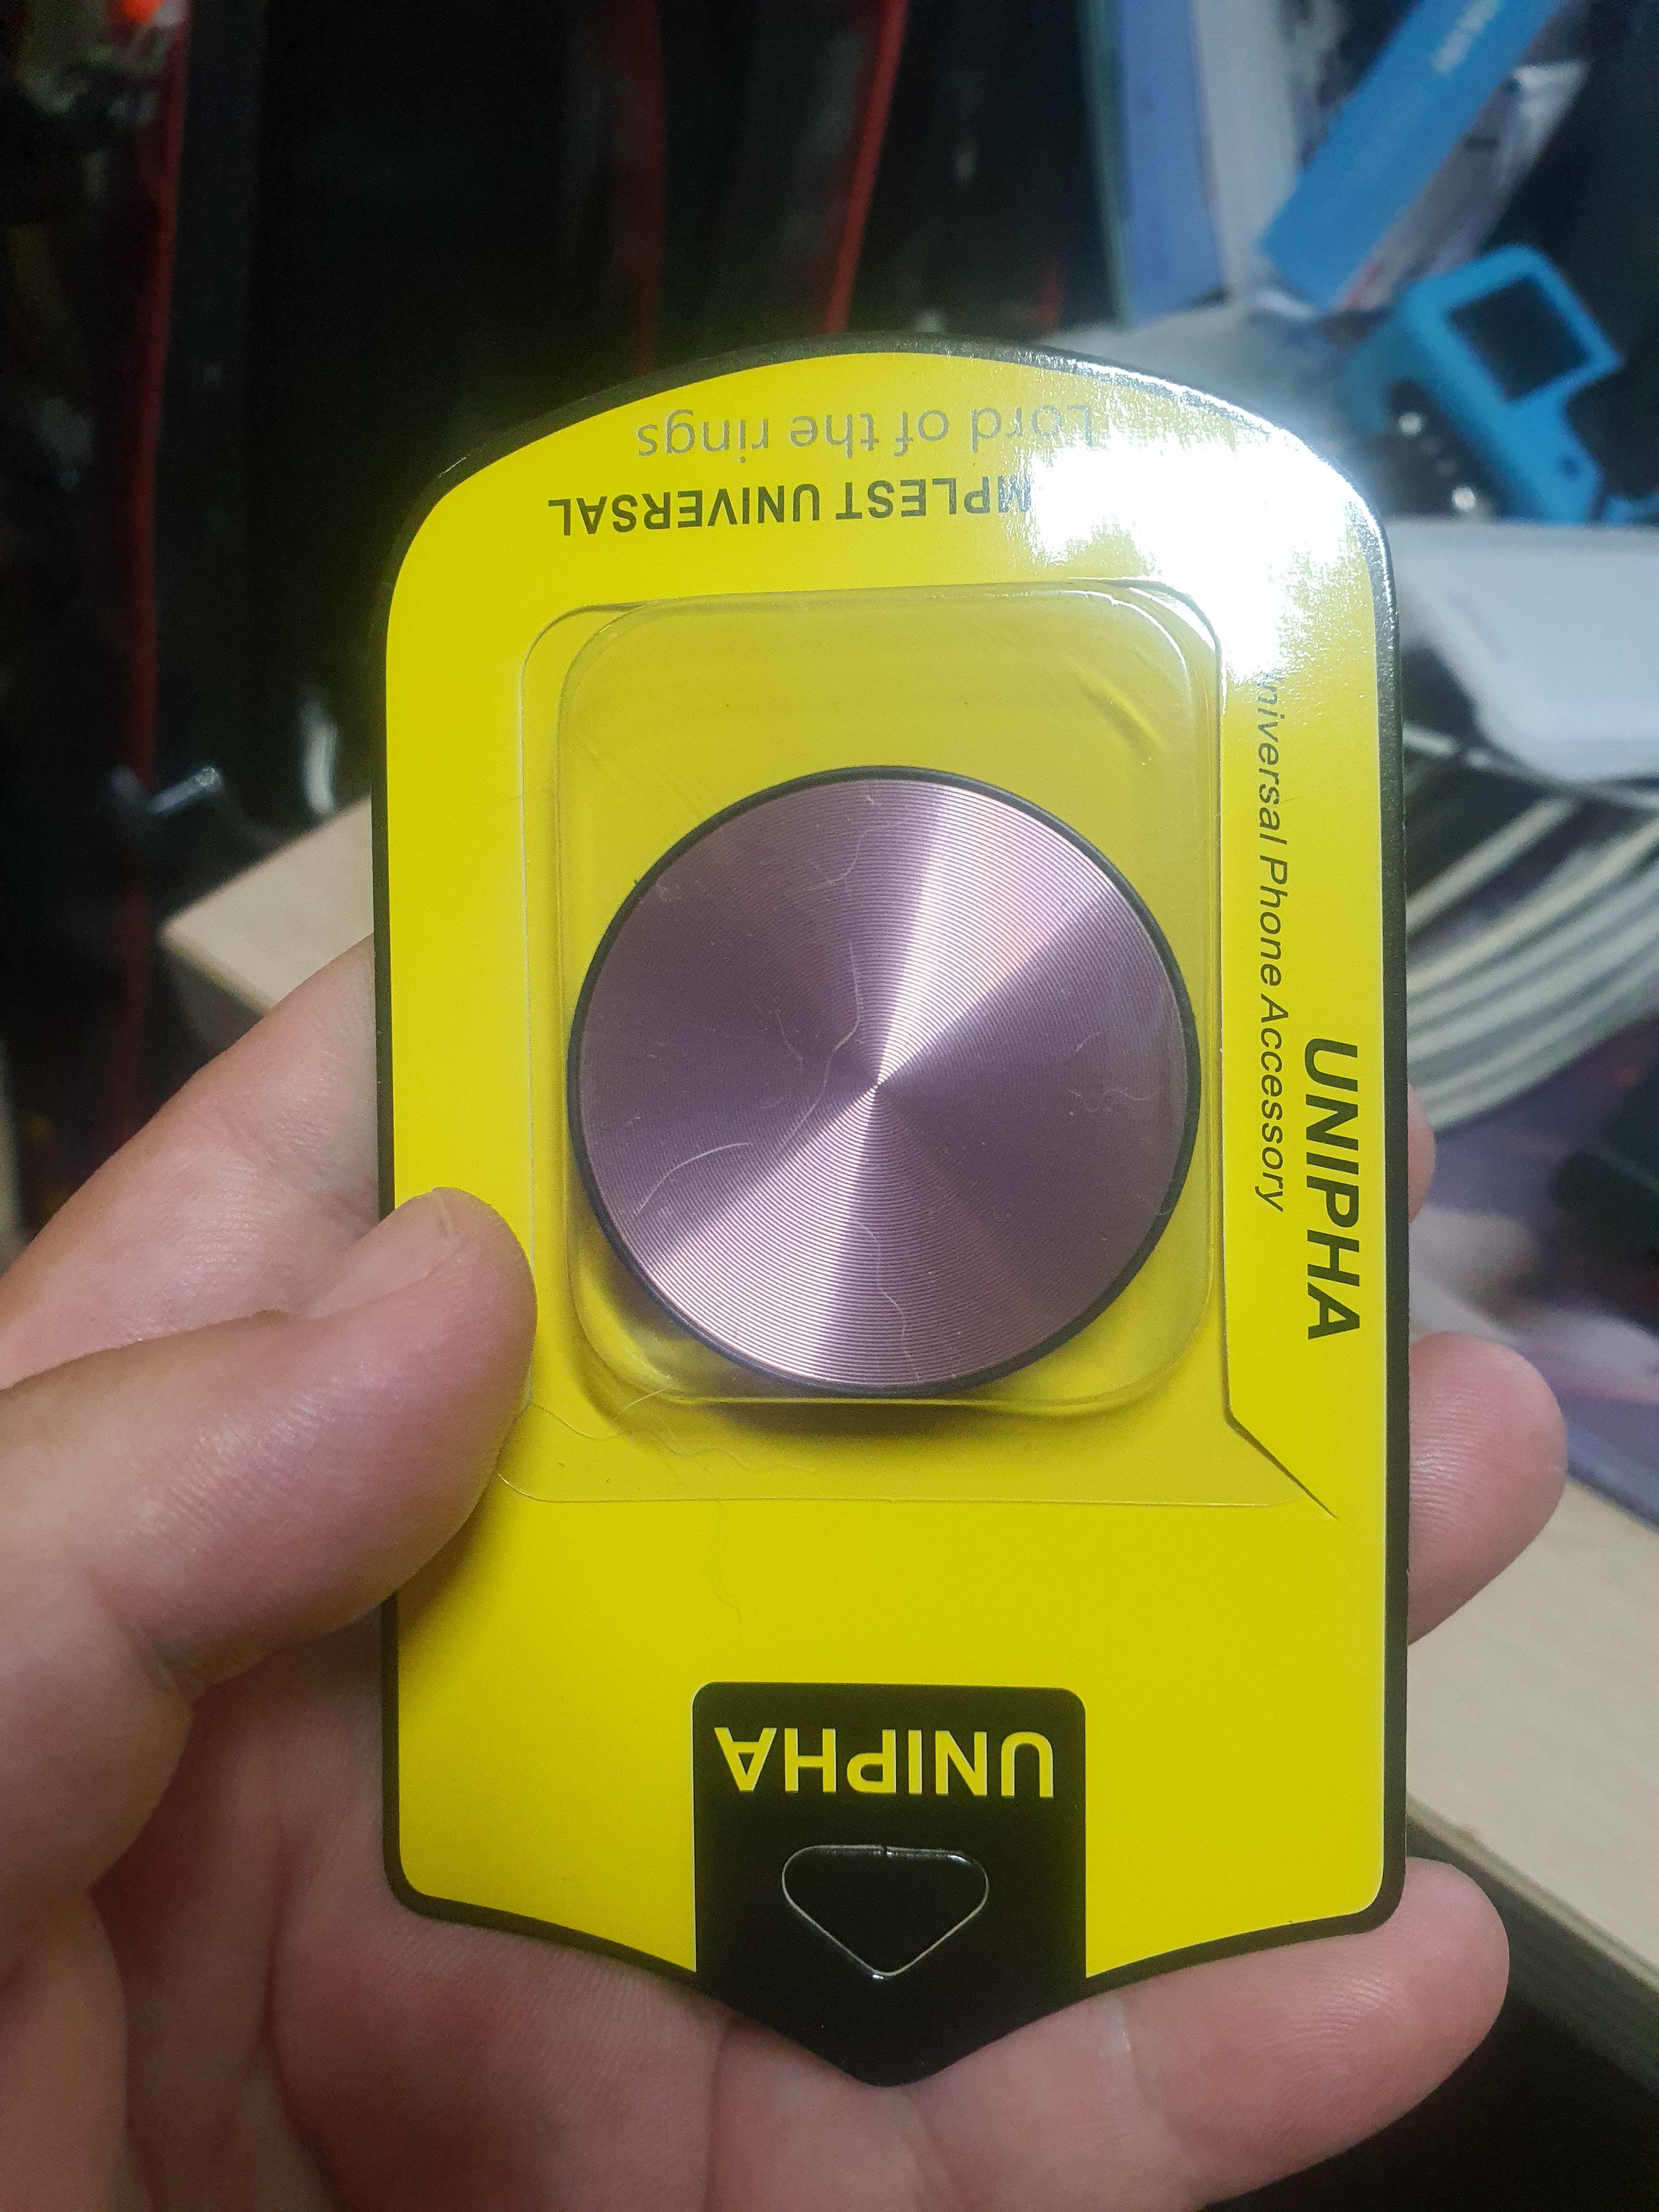 UNIPHA
MPLEST UNIVERSAL
Lord of the rings
UNIPHA
niversal Phone Accessory